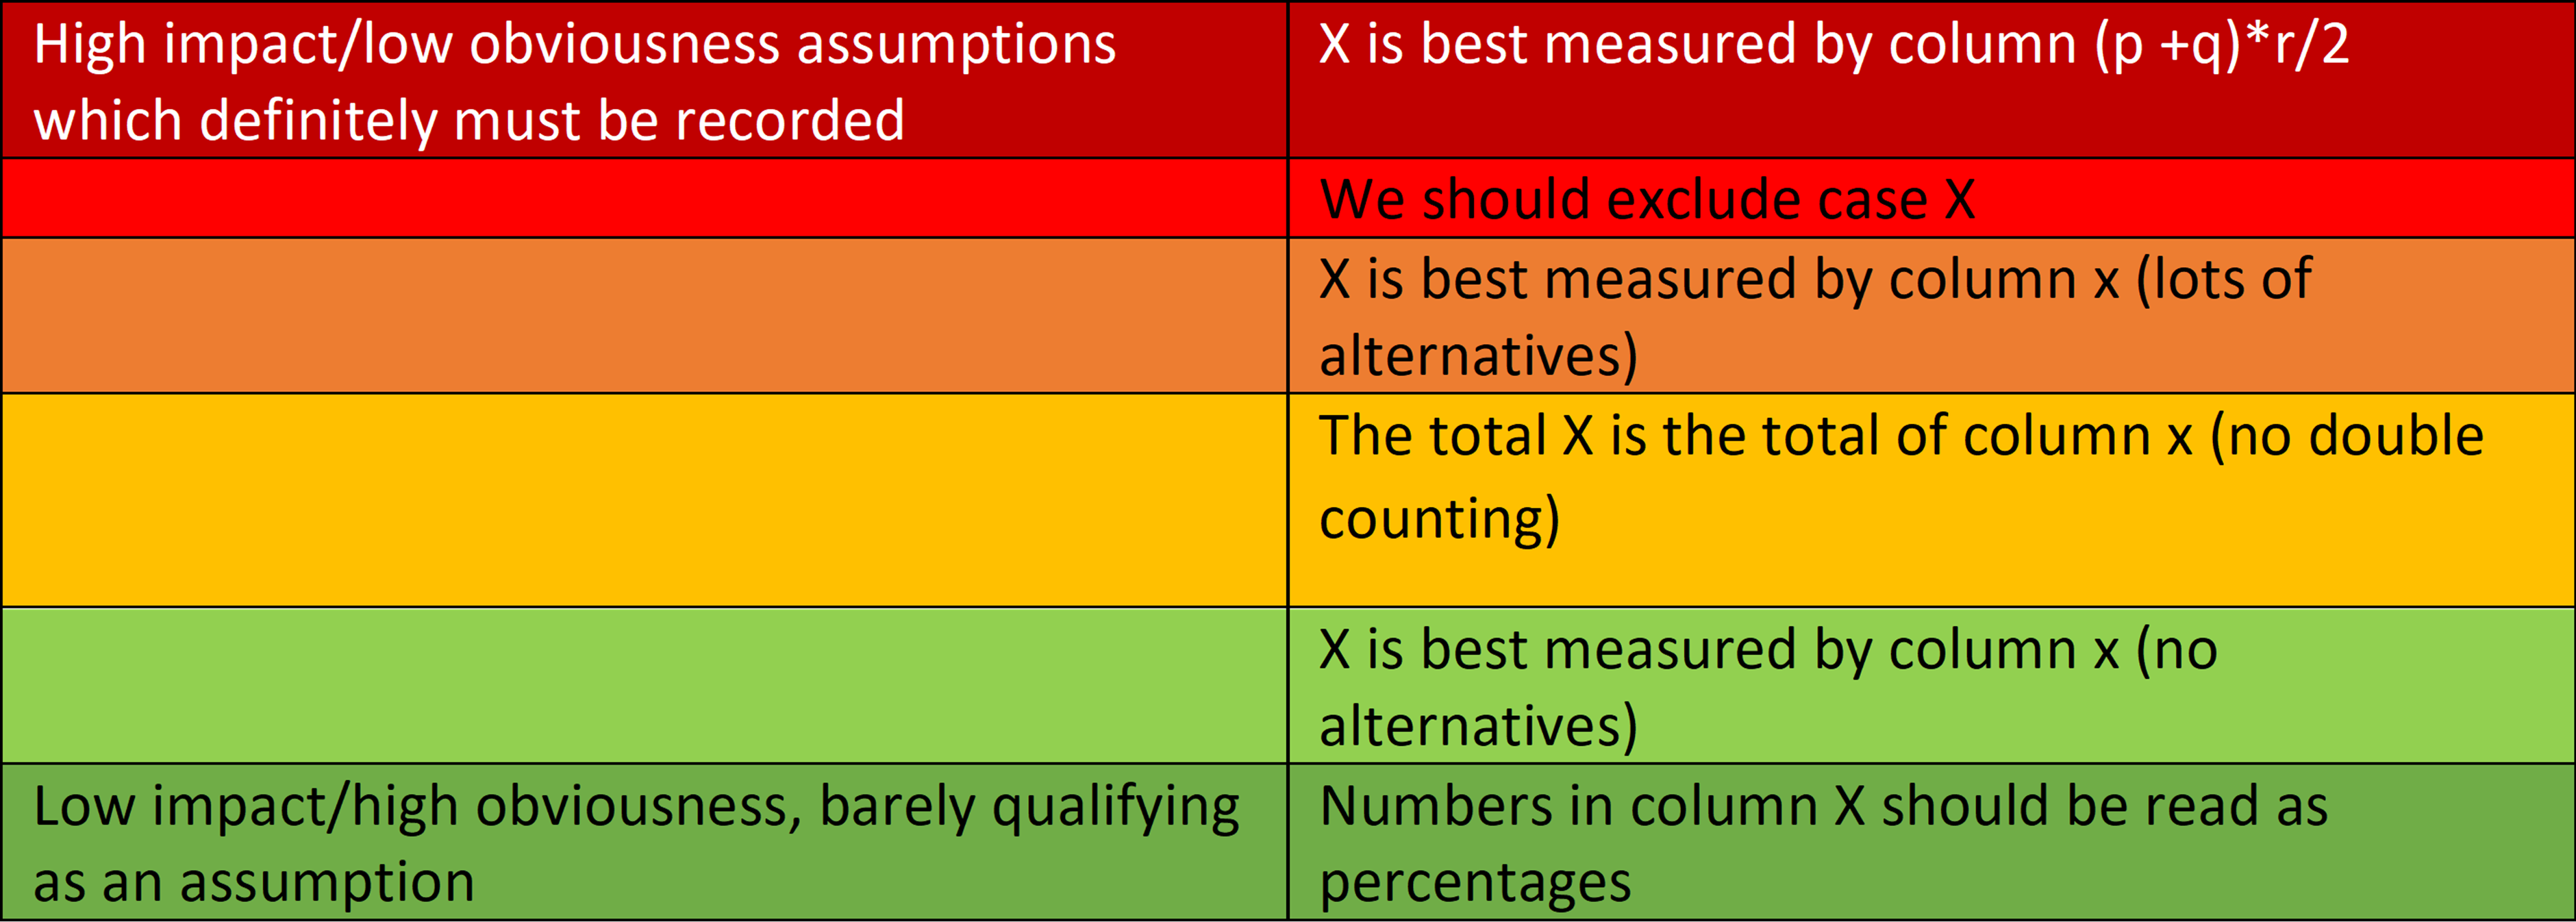 High impact/low obviousness assumptions
which definitely must be recorded
X is best measured by column (p +q)*r/2
We should exclude case X
X is best measured by column x (lots of
alternatives)
The total X is the total of column x (no double
counting)
X is best measured by column x (no
alternatives)
Low impact/high obviousness, barely qualifying
as an assumption
Numbers in column X should be read as
percentages